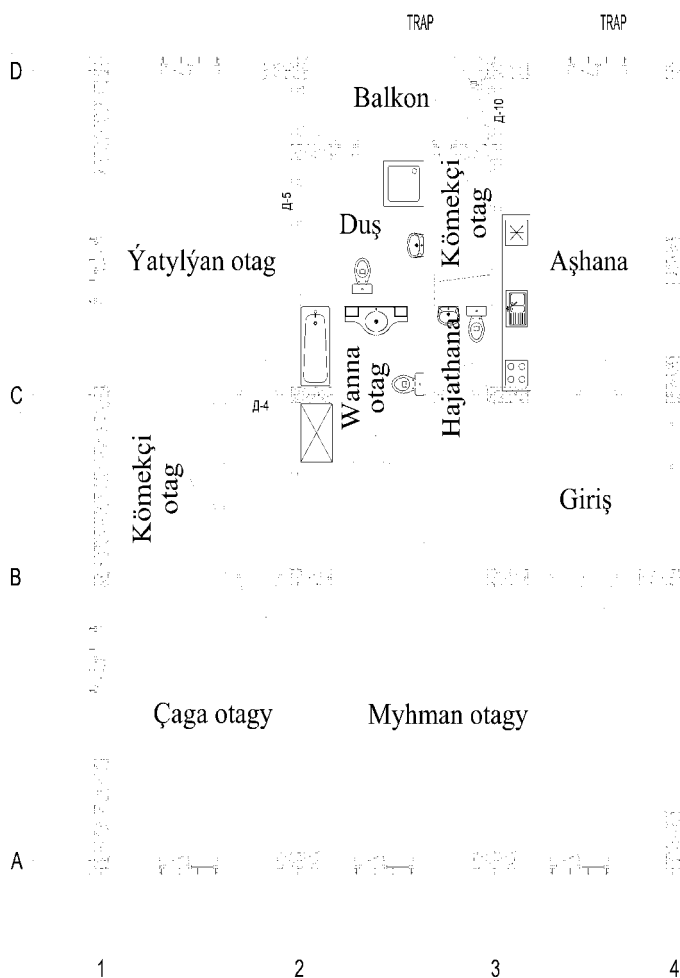 TRAP
TRAP
D
Balkon
Д-10
Д-5
Duş
Kömekçi
otag
Ýatylýan otag
Aşhana
Wanna
otag
Hajathana
C
Д-4
Kömekçi
otag
Giriş
B
Çaga otagy
Myhman otagy
A
1
2
3
4